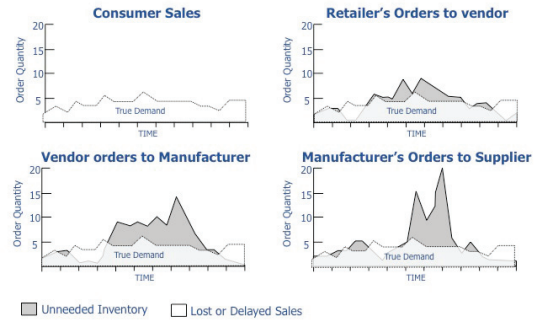 Consumer Sales
20
15
10
5
Order Quantity
True Demand
TIME
Retailer's Orders to vendor
20
15
10
5
Order Quantity
True Demand
TIME
Vendor orders to Manufacturer
20
15
10
5
Order Quantity
True Demand
TIME
Manufacturer's Orders to Supplier
20
15
10
5
Order Quantity
True Demand
TIME
Unneeded Inventory
Lost or Delayed Sales